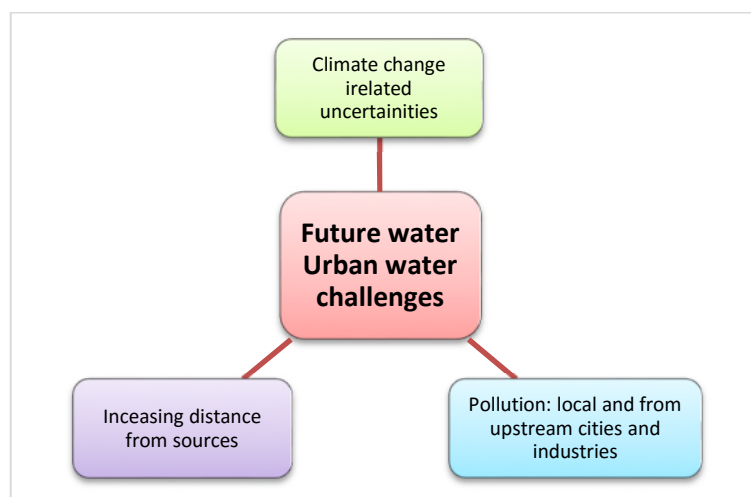 Climate change
irelated
uncertainities
Future water
Urban water
challenges
Inceasing distance
from sources
Pollution: local and from
upstream cities and
industries